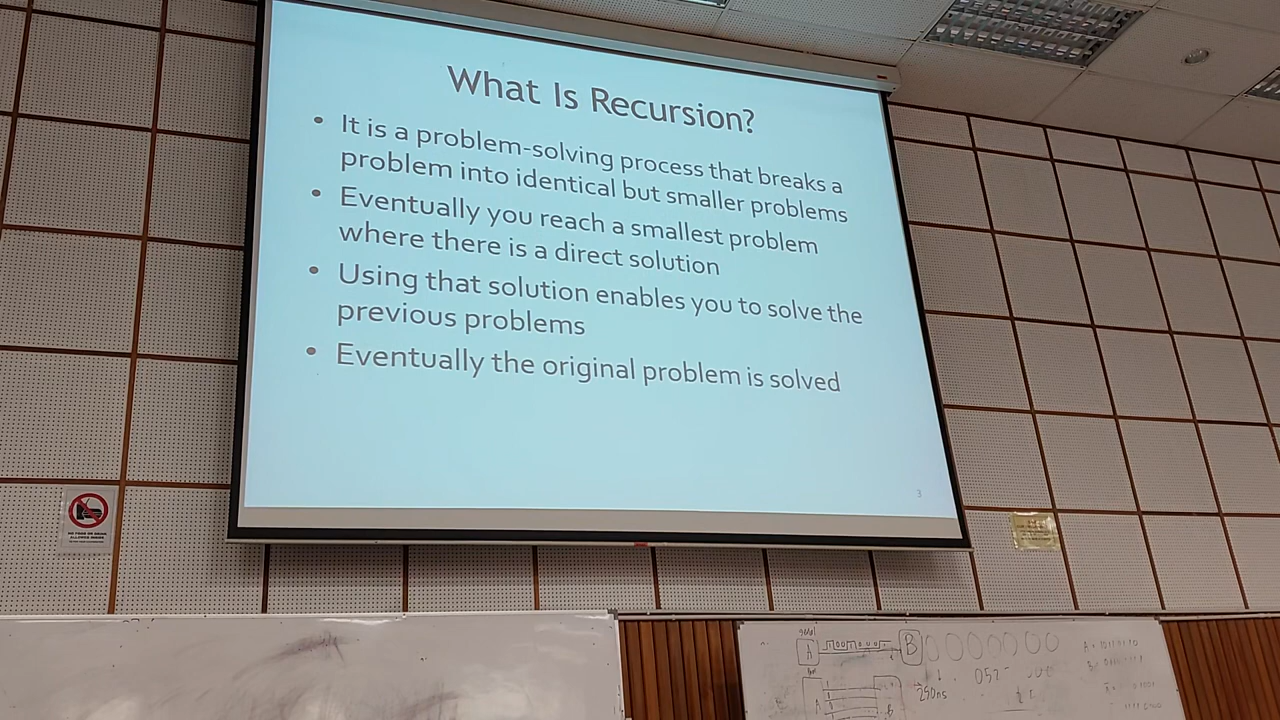 What Is Recursion?
• It is a problem-solving process that breaks a
problem into identical but smaller problems
• Eventually you reach a smallest problem
where there is a direct solution
• Using that solution enables you to solve the
previous problems
• Eventually the original problem is solved
3
A
B
250ns
A